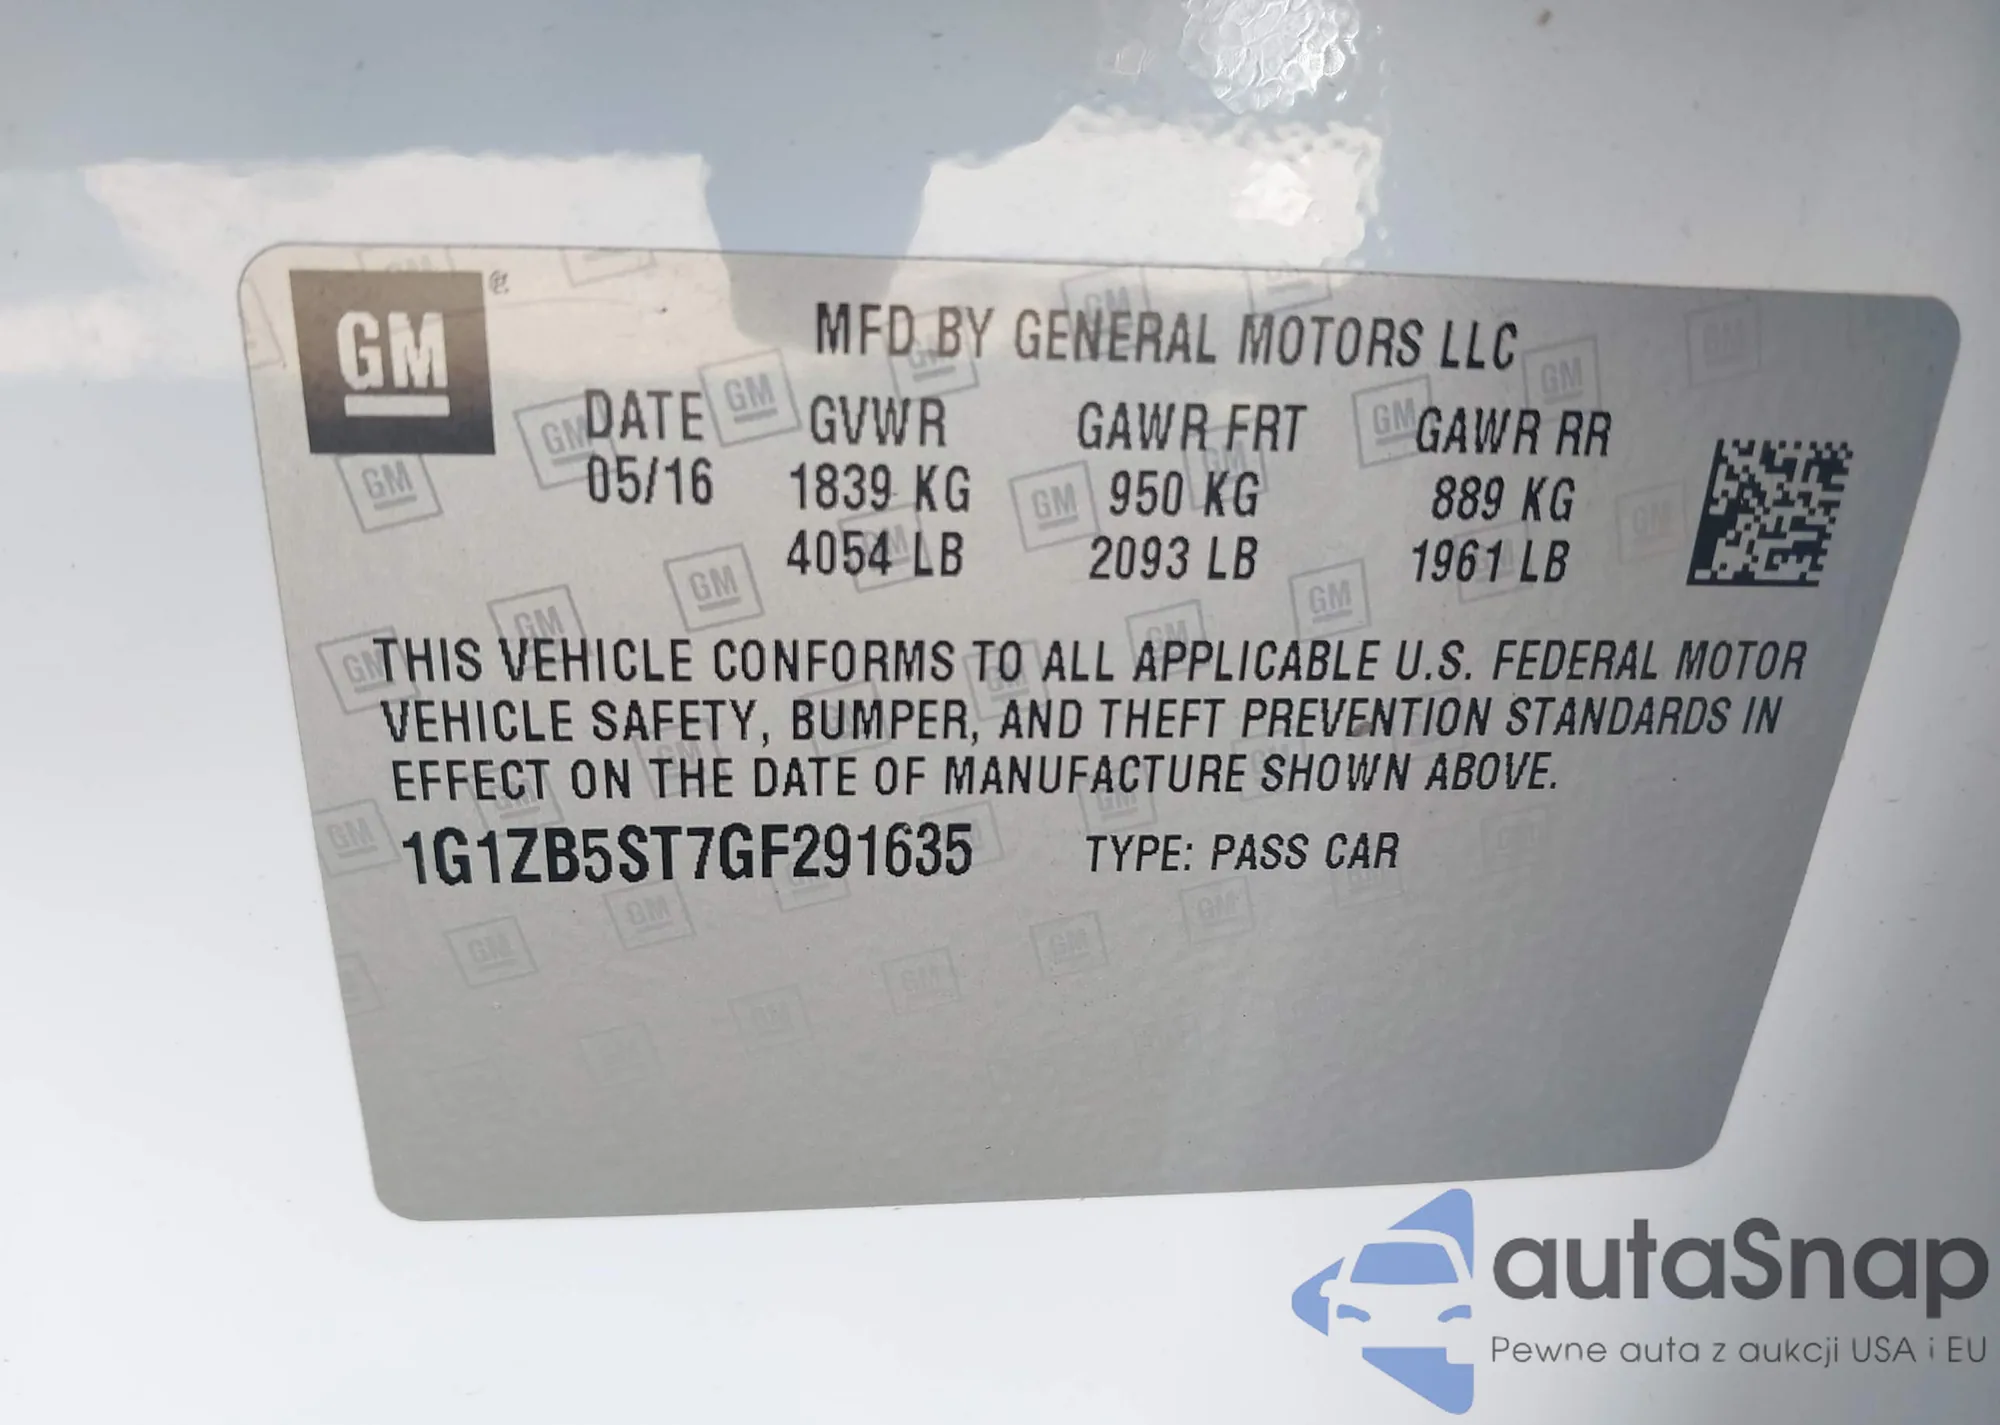 GM
MFD BY GENERAL MOTORS LLC
DATE GVWR GAWR FRT GAWR RR
05/16 1839 KG 950 KG 889 KG
4054 LB 2093 LB 1961 LB
THIS VEHICLE CONFORMS TO ALL APPLICABLE U.S. FEDERAL MOTOR
VEHICLE SAFETY, BUMPER, AND THEFT PREVENTION STANDARDS IN
EFFECT ON THE DATE OF MANUFACTURE SHOWN ABOVE.
1G1ZB5ST7GF291635 TYPE: PASS CAR
autaSnap
Pewne auta z aukcji USA i EU